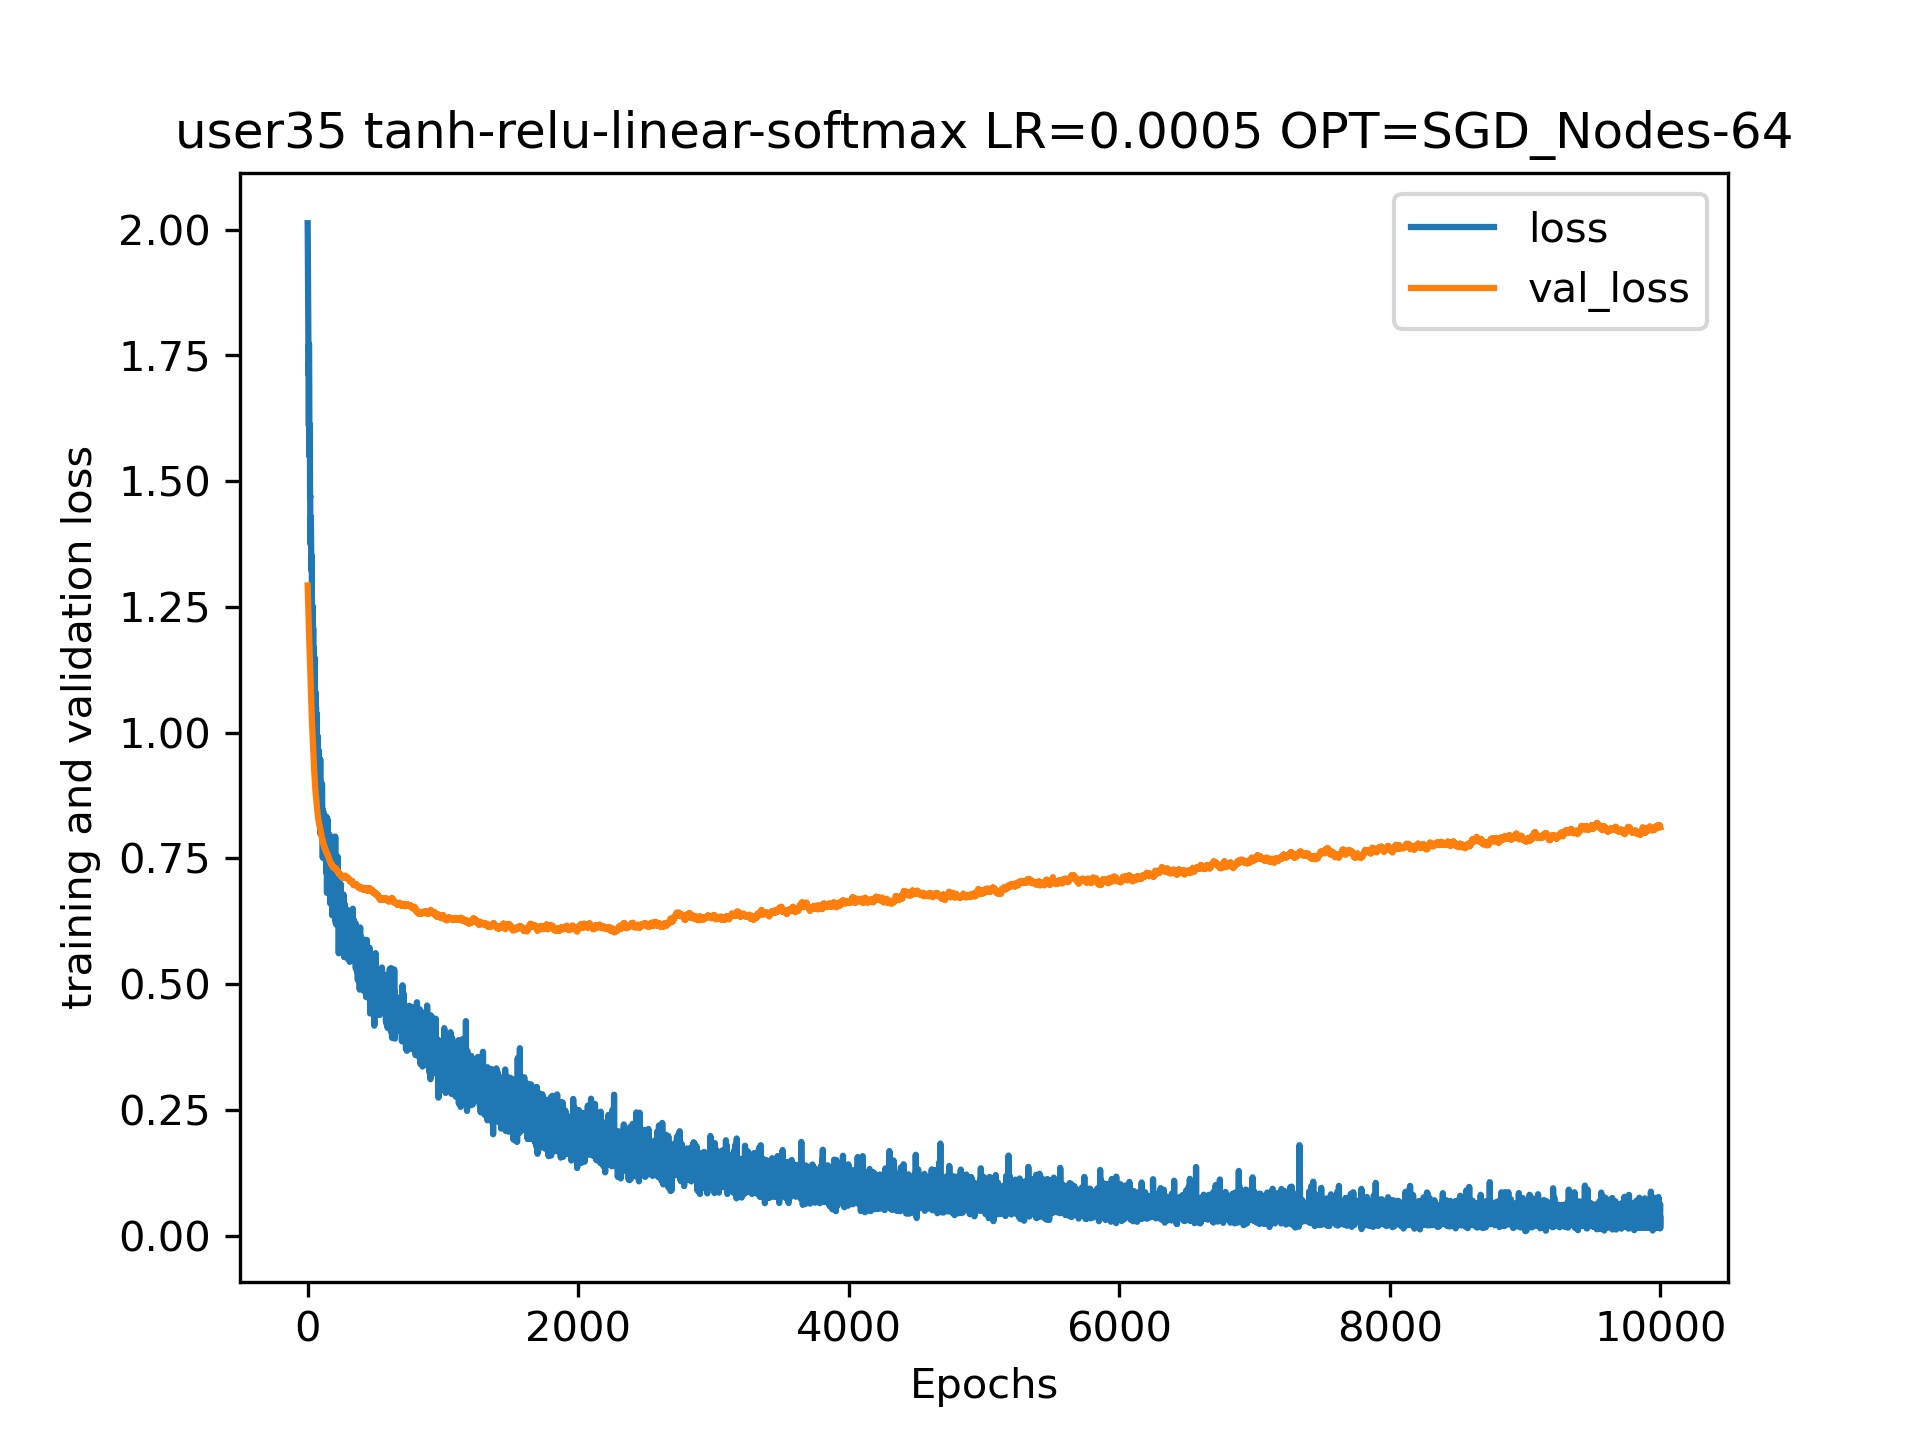 user35 tanh-relu-linear-softmax LR=0.0005 OPT=SGD_Nodes-64
loss
val_loss
training and validation loss
2.00
1.75
1.50
1.25
1.00
0.75
0.50
0.25
0.00
0 2000 4000 6000 8000 10000
Epochs